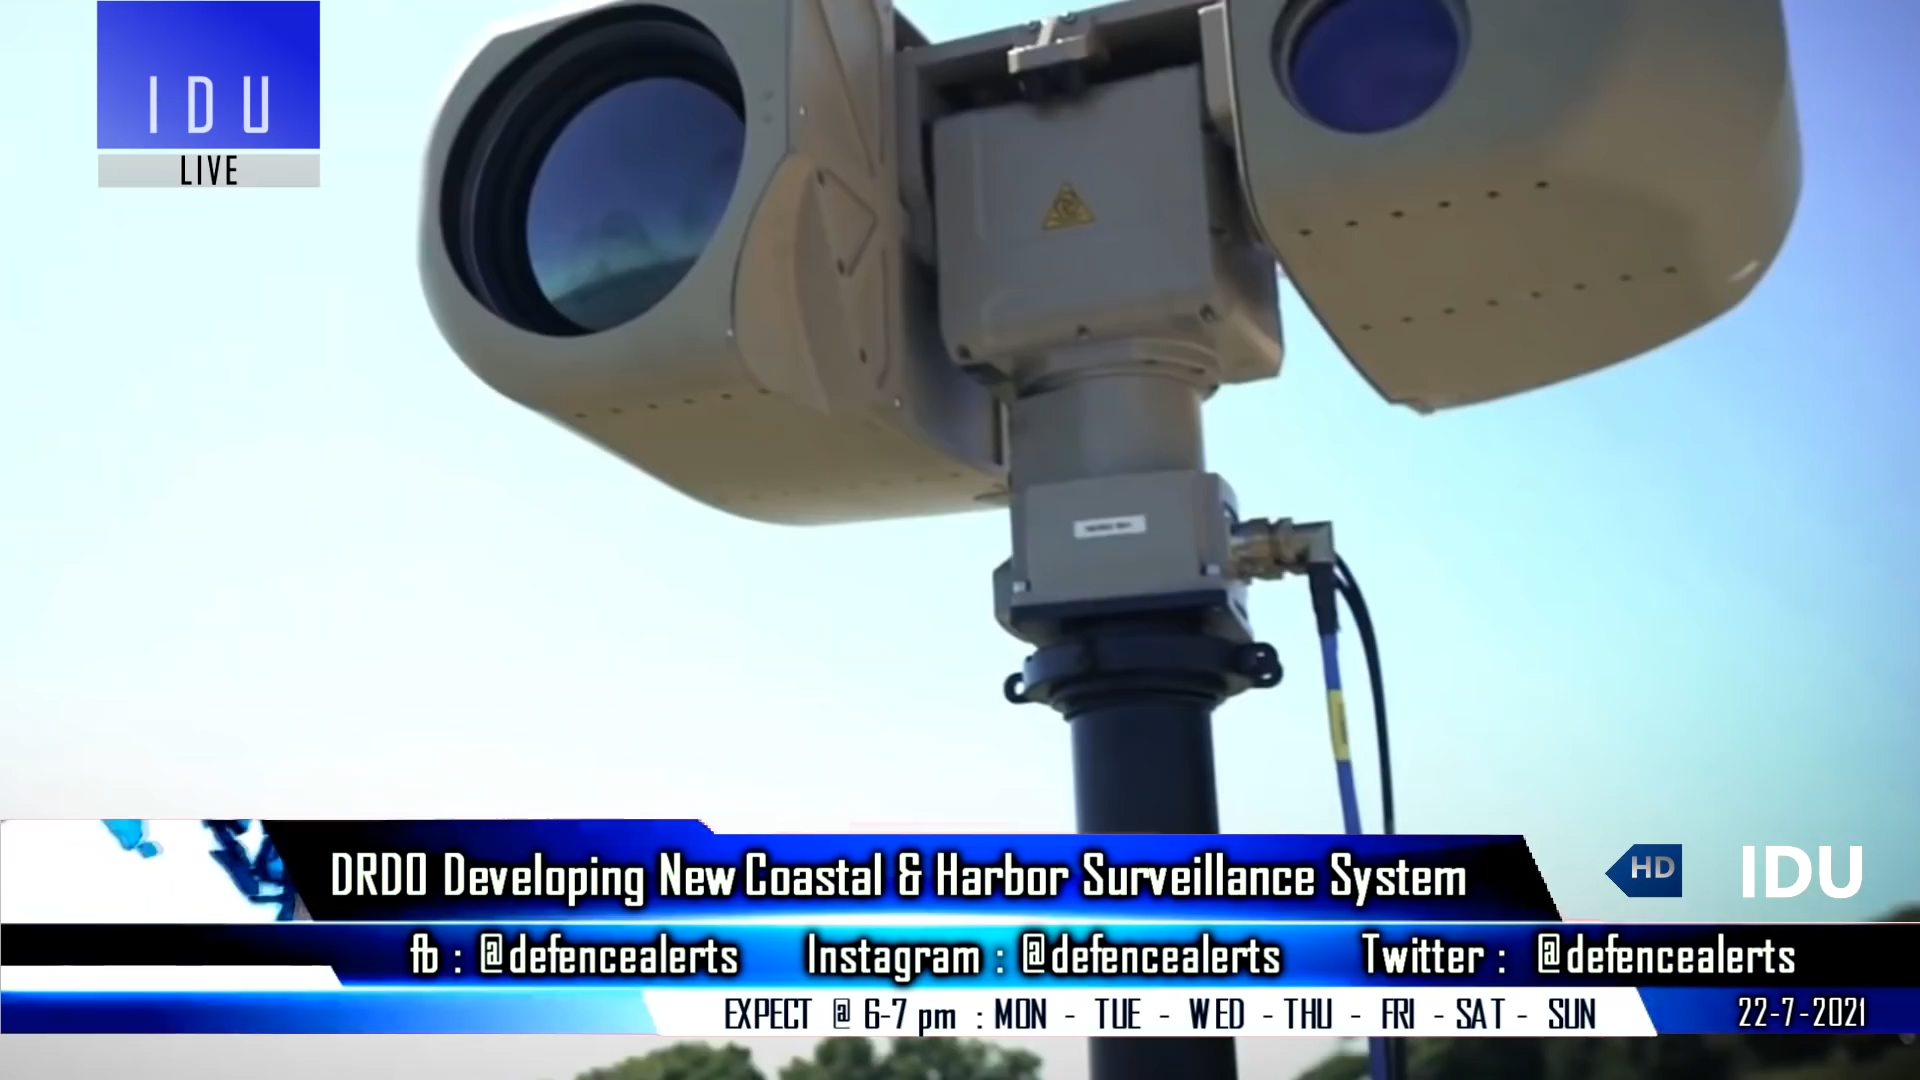 IDU
LIVE
DRDO Developing New Coastal & Harbor Surveillance System
HD
IDU
fb : @defencealerts Instagram : @defencealerts Twitter : @defencealerts
EXPECT @ 6-7 pm : MON - TUE - WED - THU - FRI - SAT - SUN
22-7-2021